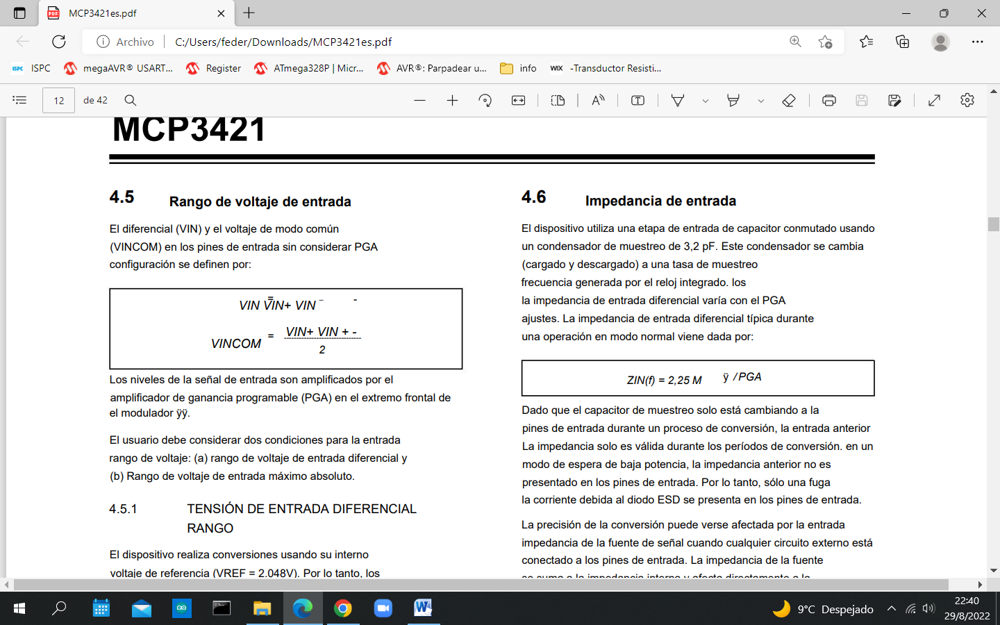 MCP3421es.pdf
Archivo
C:/Users/feder/Downloads/MCP3421es.pdf
ISPC
ISPC
megaAVR® USART...
Register
ATmega328P | Micr...
AVR®: Parpadear u...
info
WIX
-Transductor Resisti...
12
de 42
MCP3421
4.5 Rango de voltaje de entrada
El diferencial (VIN) y el voltaje de modo común
(VINCOM) en los pines de entrada sin considerar PGA
configuración se definen por:
VIN = VIN+ VIN – -
VINCOM = VIN+ VIN + -
2
Los niveles de la señal de entrada son amplificados por el
amplificador de ganancia programable (PGA) en el extremo frontal de
el modulador ÿÿ.
El usuario debe considerar dos condiciones para la entrada
rango de voltaje: (a) rango de voltaje de entrada diferencial y
(b) Rango de voltaje de entrada máximo absoluto.
4.5.1 TENSIÓN DE ENTRADA DIFERENCIAL
RANGO
El dispositivo realiza conversiones usando su interno
voltaje de referencia (VREF = 2.048V). Por lo tanto, los
4.6 Impedancia de entrada
El dispositivo utiliza una etapa de entrada de capacitor conmutado usando
un condensador de muestreo de 3,2 pF. Este condensador se cambia
(cargado y descargado) a una tasa de muestreo
frecuencia generada por el reloj integrado. los
la impedancia de entrada diferencial varía con el PGA
ajustes. La impedancia de entrada diferencial típica durante
una operación en modo normal viene dada por:
ZIN(f) = 2,25 M ÿ /PGA
Dado que el capacitor de muestreo solo está cambiando a la
pines de entrada durante un proceso de conversión, la entrada anterior
La impedancia solo es válida durante los períodos de conversión. en un
modo de espera de baja potencia, la impedancia anterior no es
presentado en los pines de entrada. Por lo tanto, sólo una fuga
la corriente debida al diodo ESD se presenta en los pines de entrada.
La precisión de la conversión puede verse afectada por la entrada
impedancia de la fuente de señal cuando cualquier circuito externo está
conectado a los pines de entrada. La impedancia de la fuente
se suma a la impedancia interna y afecta directamente a la
9°C Despejado
22:40
29/8/2022